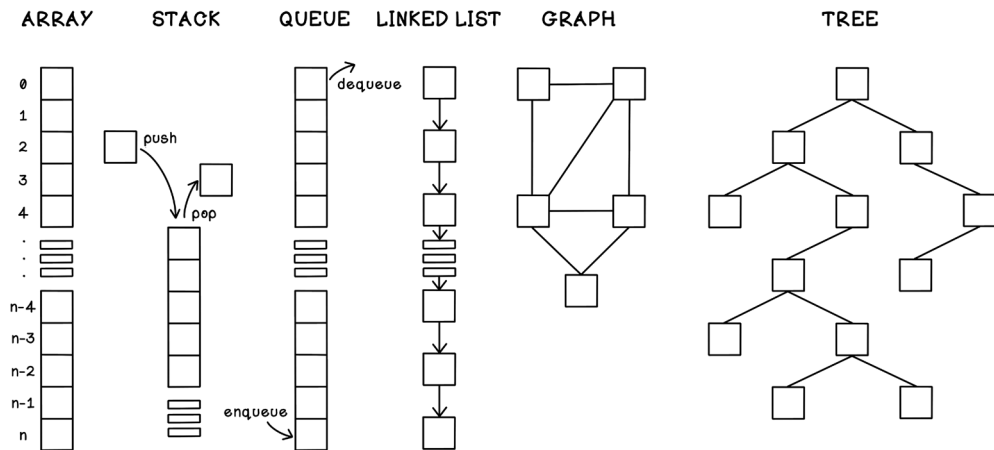 ARRAY
STACK
QUEUE
LINKED LIST
GRAPH
TREE
0
1
2
3
4
.
.
.
n-4
n-3
n-2
n-1
n
push
pop
dequeue
enqueue